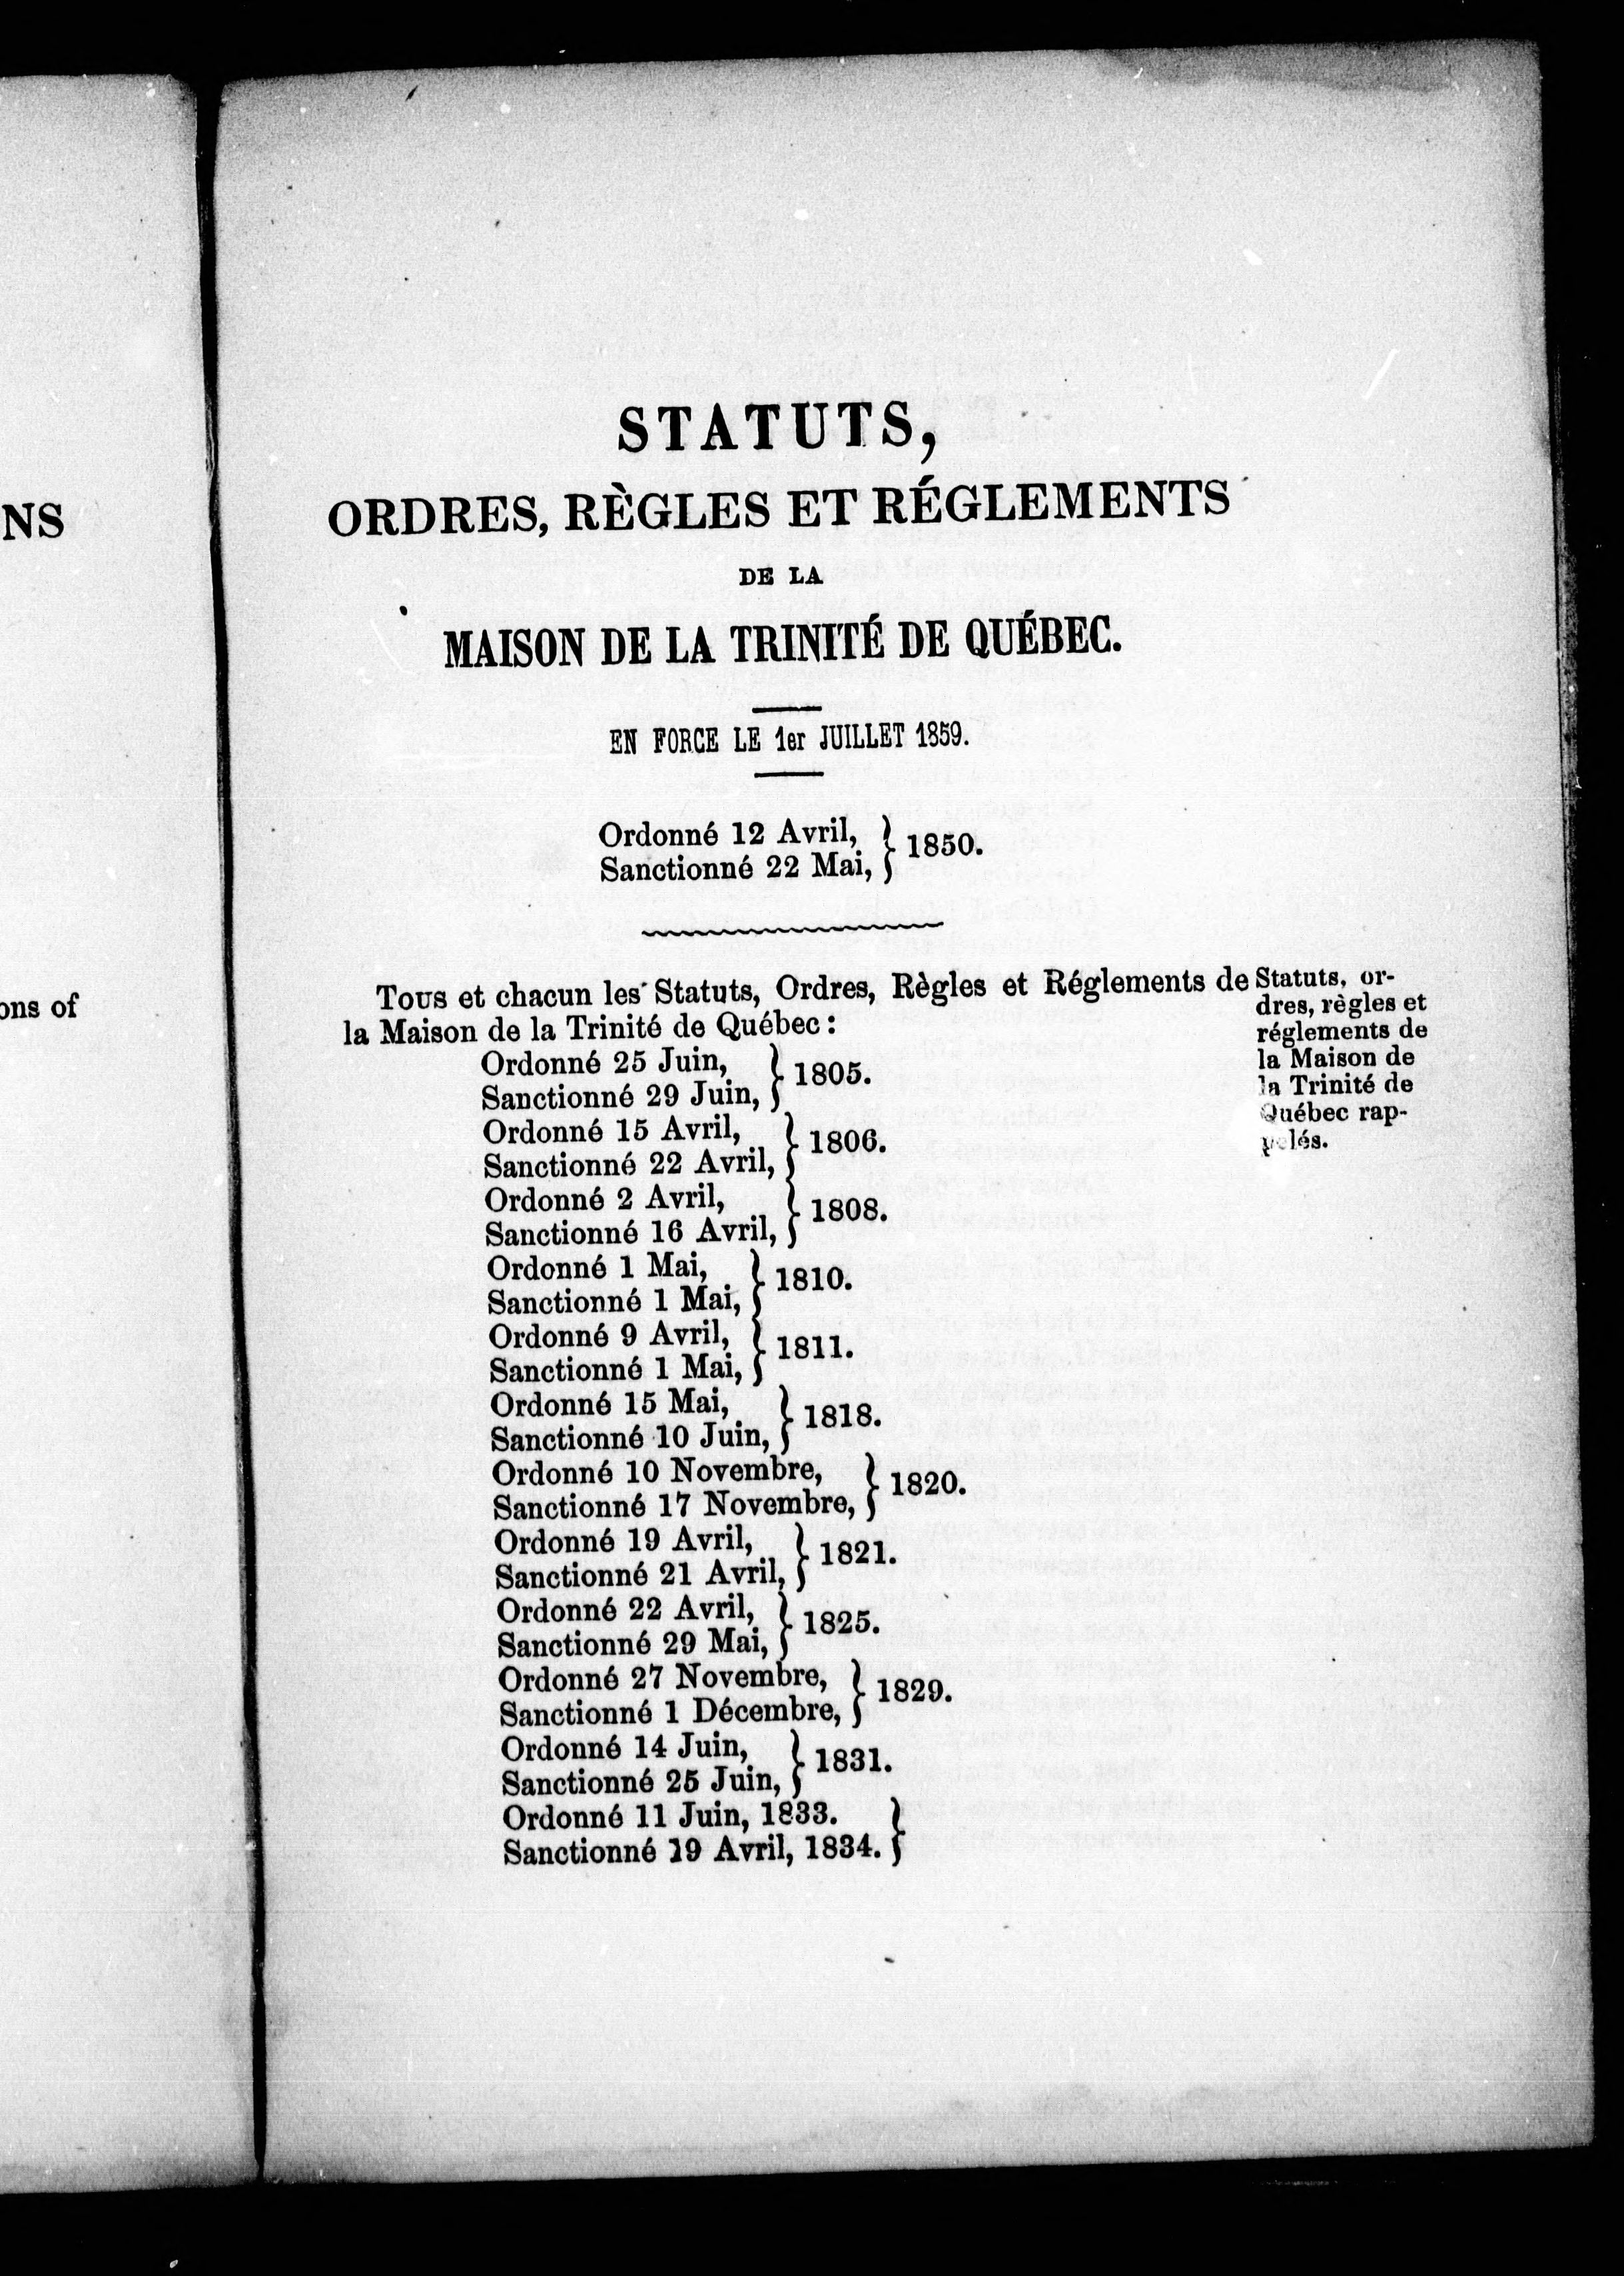 NS
ons of
STATUTS,
ORDRES, RÈGLES ET RÉGLEMENTS
DE LA
MAISON DE LA TRINITÉ DE QUÉBEC.
EN FORCE LE 1er JUILLET 1859.
Ordonné 12 Avril,
Sanctionné 22 Mai, } 1850.
Tous et chacun les Statuts, Ordres, Règles et Réglements de
la Maison de la Trinité de Québec:
Statuts, or-
dres, règles et
réglements de
la Maison de
la Trinité de
Québec rap-
pelés.
Ordonné 25 Juin,
Sanctionné 29 Juin, } 1805.
Ordonné 15 Avril,
Sanctionné 22 Avril, } 1806.
Ordonné 2 Avril,
Sanctionné 16 Avril, } 1808.
Ordonné 1 Mai,
Sanctionné 1 Mai, } 1810.
Ordonné 9 Avril,
Sanctionné 1 Mai, } 1811.
Ordonné 15 Mai,
Sanctionné 10 Juin, } 1818.
Ordonné 10 Novembre,
Sanctionné 17 Novembre, } 1820.
Ordonné 19 Avril,
Sanctionné 21 Avril, } 1821.
Ordonné 22 Avril,
Sanctionné 29 Mai, } 1825.
Ordonné 27 Novembre,
Sanctionné 1 Décembre, } 1829.
Ordonné 14 Juin,
Sanctionné 25 Juin, } 1831.
Ordonné 11 Juin, 1833.
Sanctionné 19 Avril, 1834. }